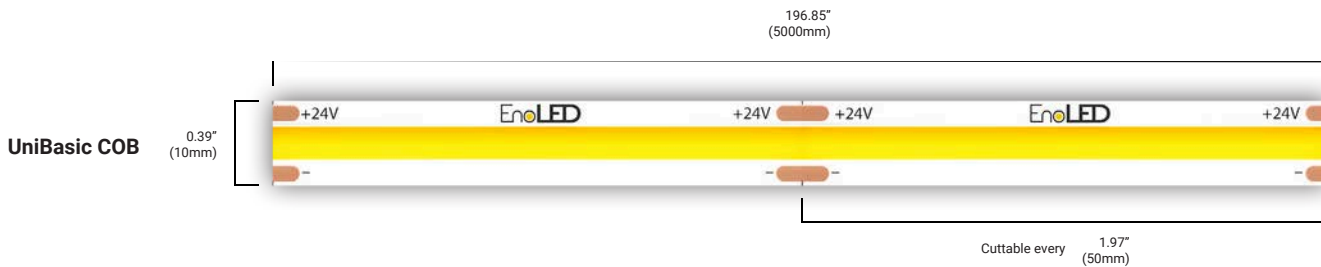 196.85”
(5000mm)
+24V EnoLED +24V +24V EnoLED +24V
UniBasic COB
0.39”
(10mm)
- - - -
Cuttable every 1.97”
(50mm)